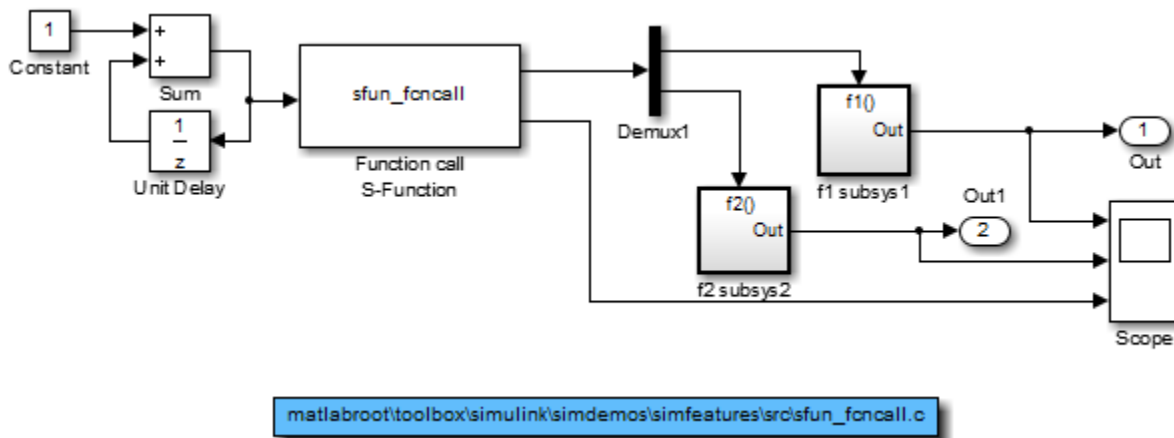 1
Constant
+
+
Sum
1
z
Unit Delay
sfun_fcncall
Function call
S-Function
Demux1
f1()
Out
f1 subsys1
f2()
Out
f2 subsys2
1
Out
Out1
2
Scope
matlabroot\toolbox\simulink\simdemos\simfeatures\src\sfun_fcncall.c